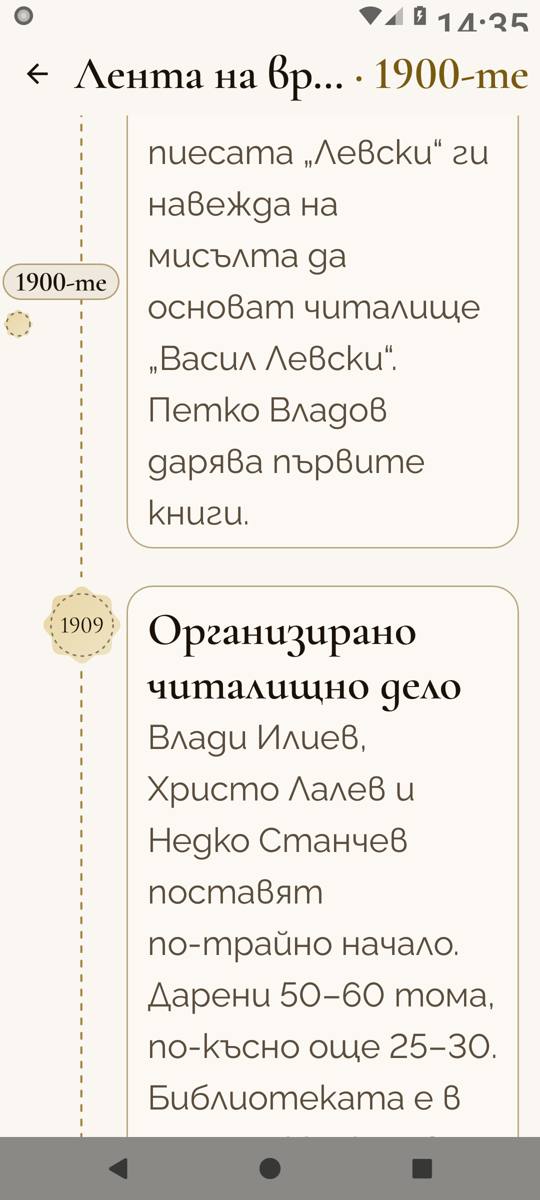 14:35
Лента на вр... · 1900-те
пиесата „Левски“ ги
навежда на
мисълта да
1900-те
основат читалище
„Васил Левски“.
Петко Владов
дарява първите
книги.
1909
Организирано
читалищно дело
Влади Илиев,
Христо Лалев и
Недко Станчев
поставят
по-трайно начало.
Дарени 50–60 тома,
по-късно още 25–30.
Библиотеката е в